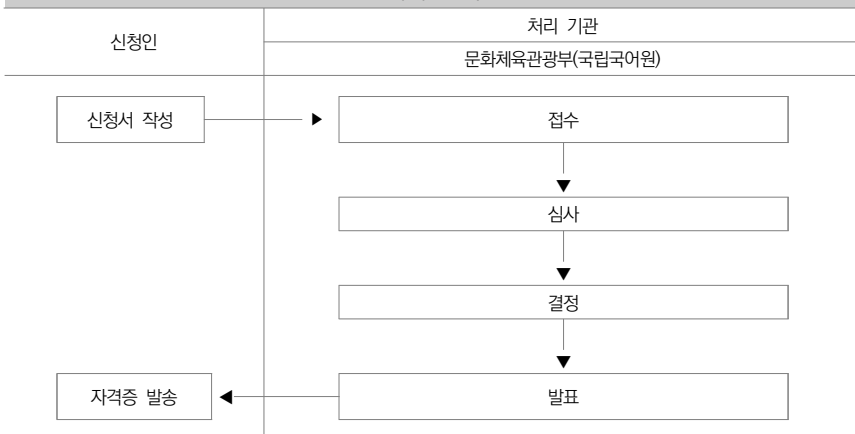 신청인
처리 기관
문화체육관광부(국립국어원)
신청서 작성
접수
심사
결정
자격증 발송
발표